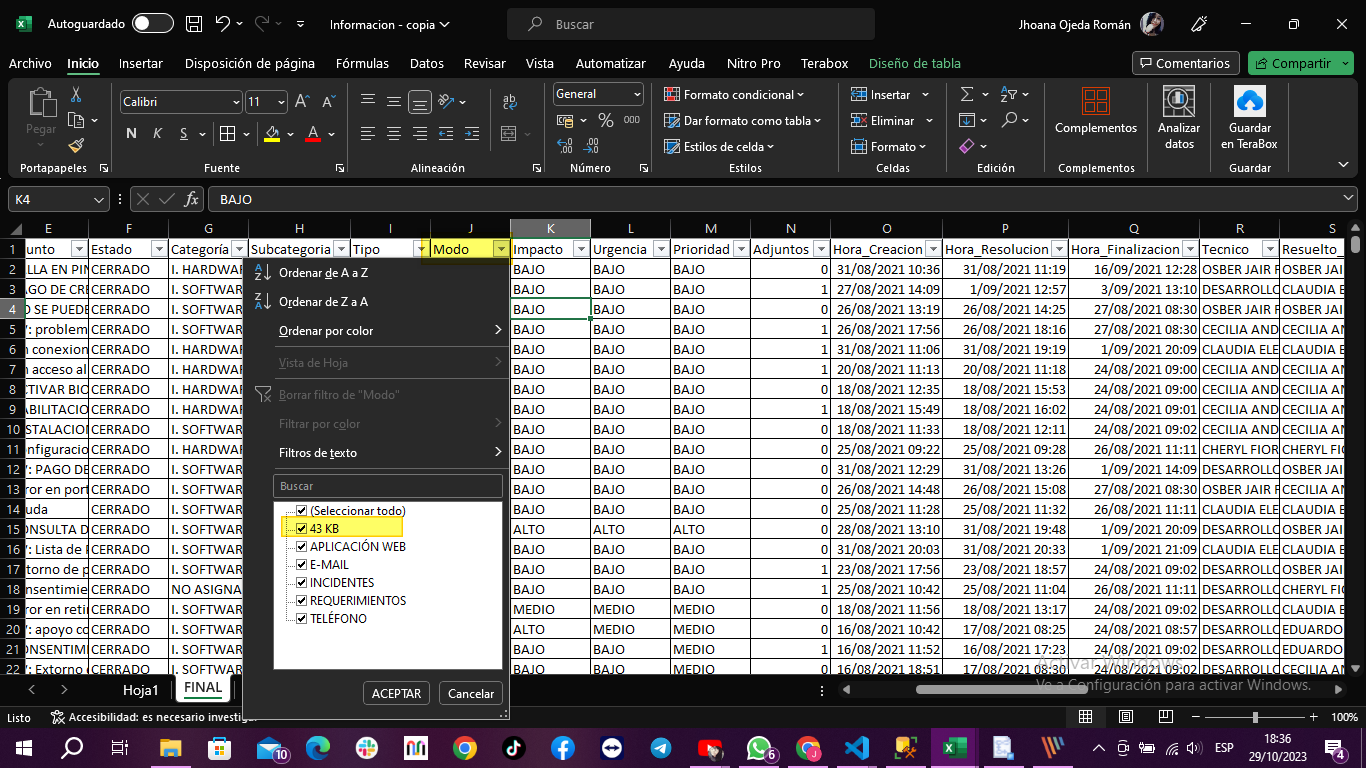 Autoguardado Informacion - copia Buscar Jhoana Ojeda Román
Archivo Inicio Insertar Disposición de página Fórmulas Datos Revisar Vista Automatizar Ayuda Nitro Pro Terabox Diseño de tabla Comentarios Compartir
Pegar
Portapapeles
Calibri 11
N K S
Fuente
Alineación
General
% 000
Número
Formato condicional
Dar formato como tabla
Estilos de celda
Estilos
Insertar
Eliminar
Formato
Celdas
Edición
Complementos
Complementos
Analizar datos
Guardar en TeraBox
Guardar
K4 fx BAJO
E F G H I J K L M N O P Q R S
1 unto Estado Categoría Subcategoria Tipo Modo Impacto Urgencia Prioridad Adjuntos Hora_Creacion Hora_Resolucion Hora_Finalizacion Tecnico Resuelto_
2 LLA EN PIN CERRADO I. HARDWAR BAJO BAJO BAJO 0 31/08/2021 10:36 31/08/2021 11:19 16/09/2021 12:28 OSBER JAIR F OSBER JAI
3 GO DE CRE CERRADO I. SOFTWAR BAJO BAJO BAJO 1 27/08/2021 14:09 1/09/2021 12:57 3/09/2021 13:10 DESARROLLO CLAUDIA E
4 O SE PUEDE CERRADO I. SOFTWAR BAJO BAJO BAJO 0 26/08/2021 13:19 26/08/2021 14:25 27/08/2021 08:30 OSBER JAIR F OSBER JAI
5 : problem CERRADO I. SOFTWAR BAJO BAJO BAJO 1 26/08/2021 17:56 26/08/2021 18:16 27/08/2021 08:30 CECILIA AND CECILIA AN
6 n conexion CERRADO I. HARDWAR BAJO BAJO BAJO 1 31/08/2021 11:06 31/08/2021 19:19 1/09/2021 20:09 CLAUDIA ELE CLAUDIA E
7 n acceso al CERRADO I. HARDWAR BAJO BAJO BAJO 1 20/08/2021 11:13 20/08/2021 11:18 24/08/2021 09:00 CECILIA AND CECILIA AN
8 CTIVAR BIO CERRADO I. HARDWAR BAJO BAJO BAJO 0 18/08/2021 12:35 18/08/2021 15:53 24/08/2021 09:00 CECILIA AND CECILIA AN
9 ABILITACIO CERRADO I. HARDWAR BAJO BAJO BAJO 1 18/08/2021 15:49 18/08/2021 16:02 24/08/2021 09:01 CECILIA AND CECILIA AN
10 STALACION CERRADO I. SOFTWAR BAJO BAJO BAJO 0 18/08/2021 11:33 18/08/2021 12:11 24/08/2021 09:02 CECILIA AND CECILIA AN
11 nfiguracio CERRADO I. HARDWAR BAJO BAJO BAJO 0 25/08/2021 09:22 25/08/2021 09:28 26/08/2021 11:11 CHERYL FIOR CHERYL FI
12 : PAGO DE CERRADO I. SOFTWAR BAJO BAJO BAJO 0 31/08/2021 12:29 31/08/2021 13:26 1/09/2021 14:09 DESARROLLO OSBER JAI
13 ror en port CERRADO I. SOFTWAR BAJO BAJO BAJO 0 26/08/2021 14:48 26/08/2021 15:08 27/08/2021 08:30 OSBER JAIR F CECILIA AN
14 uda CERRADO I. SOFTWAR BAJO BAJO BAJO 0 25/08/2021 11:28 25/08/2021 11:32 26/08/2021 11:11 DESARROLLO CECILIA AN
15 ONSULTA D CERRADO I. SOFTWAR ALTO ALTO ALTO 0 28/08/2021 13:10 31/08/2021 19:48 1/09/2021 20:09 DESARROLLO OSBER JAI
16 : Lista de P CERRADO I. SOFTWAR BAJO BAJO BAJO 0 31/08/2021 20:03 31/08/2021 20:33 1/09/2021 21:09 CLAUDIA ELE CLAUDIA E
17 torno de p CERRADO I. SOFTWAR BAJO BAJO BAJO 1 23/08/2021 17:56 23/08/2021 18:57 24/08/2021 09:02 DESARROLLO OSBER JAI
18 nsentimie CERRADO NO ASIGNA BAJO BAJO BAJO 1 25/08/2021 10:42 25/08/2021 11:04 26/08/2021 11:11 DESARROLLO CHERYL FI
19 ror en reti CERRADO I. SOFTWAR MEDIO MEDIO MEDIO 0 18/08/2021 11:56 18/08/2021 13:17 24/08/2021 09:02 DESARROLLO CLAUDIA E
20 : apoyo co CERRADO I. SOFTWAR ALTO MEDIO MEDIO 0 16/08/2021 10:42 17/08/2021 08:25 24/08/2021 08:57 DESARROLLO EDUARDO
21 ONSENTIM CERRADO I. SOFTWAR BAJO BAJO MEDIO 1 16/08/2021 11:52 16/08/2021 17:23 24/08/2021 09:02 DESARROLLO EDUARDO
22 : Extorno CERRADO I. SOFTWAR BAJO BAJO MEDIO 0 16/08/2021 18:51 17/08/2021 08:30 24/08/2021 09:02 DESARROLLO CECILIA AN
Ordenar de A a Z
Ordenar de Z a A
Ordenar por color
Vista de Hoja
Borrar filtro de "Modo"
Filtrar por color
Filtros de texto
Buscar
(Seleccionar todo)
43 KB
APLICACIÓN WEB
E-MAIL
INCIDENTES
REQUERIMIENTOS
TELÉFONO
ACEPTAR Cancelar
Activar Windows
Ve a Configuración para activar Windows.
Hoja1 FINAL
Listo Accesibilidad: es necesario investig 100%
10 6 ESP 18:36
29/10/2023 4